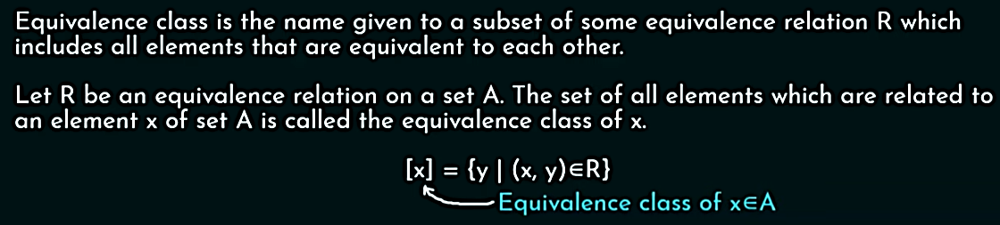 Equivalence class is the name given to a subset of some equivalence relation R which
includes all elements that are equivalent to each other.
Let R be an equivalence relation on a set A. The set of all elements which are related to
an element x of set A is called the equivalence class of x.
[x] = {y | (x, y)∈R}
Equivalence class of x∈A